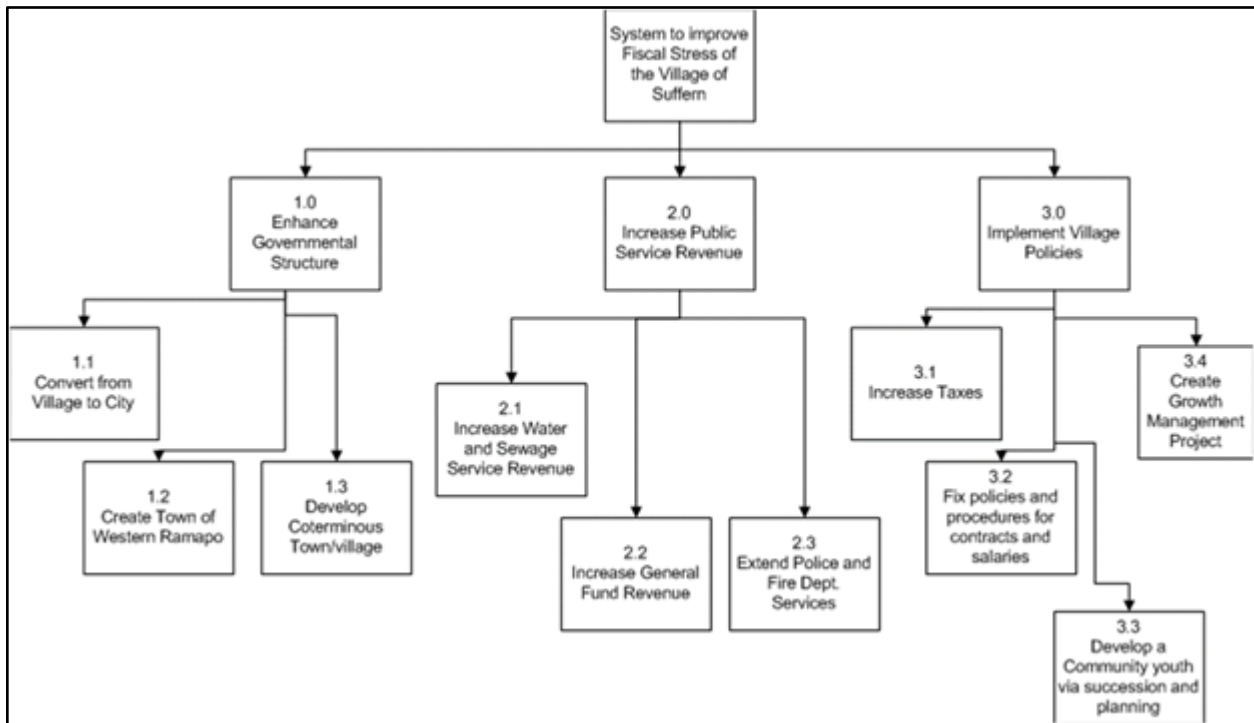 System to improve
Fiscal Stress of
the Village of
Suffern
1.0
Enhance
Governmental
Structure
2.0
Increase Public
Service Revenue
3.0
Implement Village
Policies
1.1
Convert from
Village to City
1.2
Create Town of
Western Ramapo
1.3
Develop
Coterminous
Town/village
2.1
Increase Water
and Sewage
Service Revenue
2.2
Increase General
Fund Revenue
2.3
Extend Police and
Fire Dept.
Services
3.1
Increase Taxes
3.2
Fix policies and
procedures for
contracts and
salaries
3.3
Develop a
Community youth
via succession and
planning
3.4
Create
Growth
Management
Project